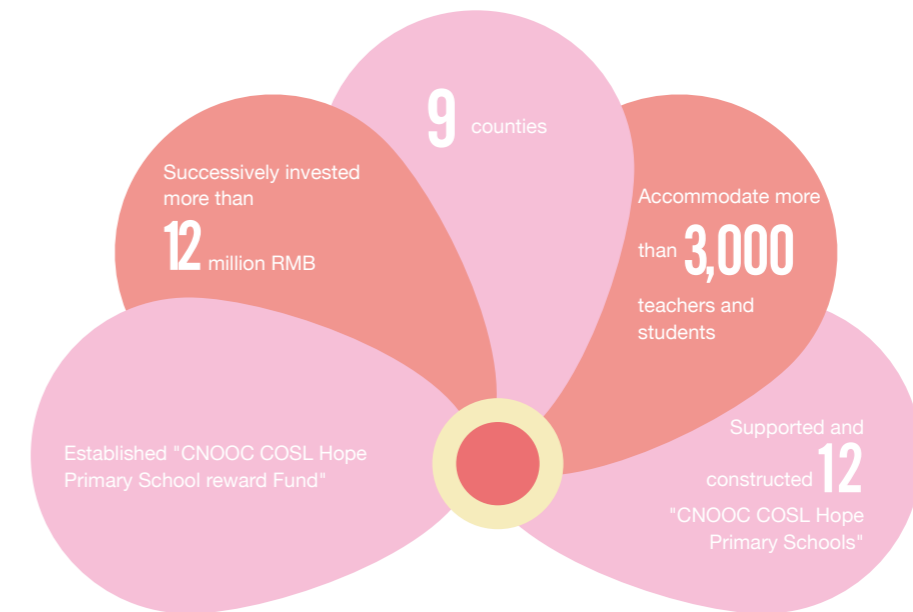 Established "CNOOC COSL Hope
Primary School reward Fund"
Successively invested
more than
12 million RMB
9 counties
Accommodate more
than 3,000
teachers and
students
Supported and
constructed 12
"CNOOC COSL Hope
Primary Schools"